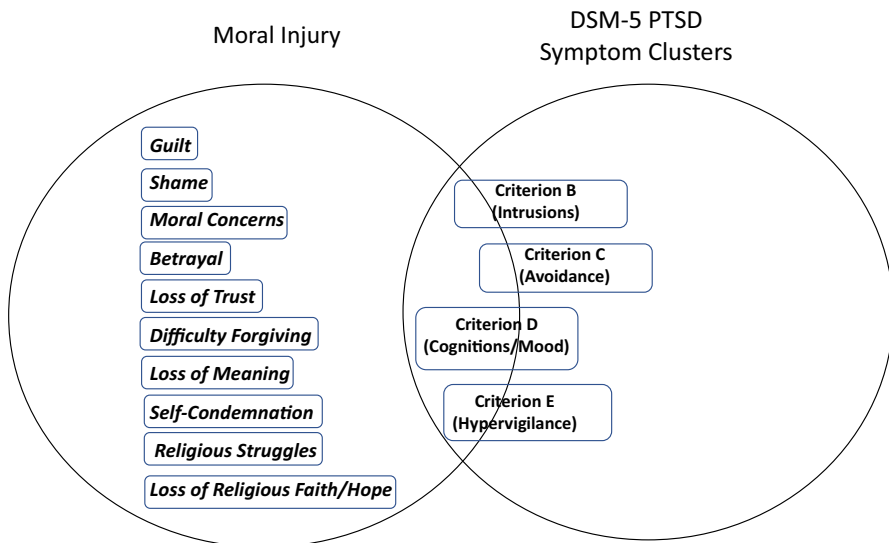 Moral Injury
DSM-5 PTSD
Symptom Clusters
Guilt
Shame
Moral Concerns
Betrayal
Loss of Trust
Difficulty Forgiving
Loss of Meaning
Self-Condemnation
Religious Struggles
Loss of Religious Faith/Hope
Criterion B
(Intrusions)
Criterion C
(Avoidance)
Criterion D
(Cognitions/Mood)
Criterion E
(Hypervigilance)